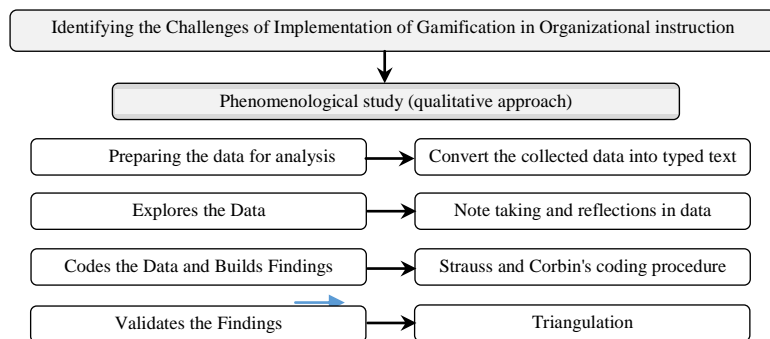 Identifying the Challenges of Implementation of Gamification in Organizational instruction
Phenomenological study (qualitative approach)
Preparing the data for analysis
Convert the collected data into typed text
Explores the Data
Note taking and reflections in data
Codes the Data and Builds Findings
Strauss and Corbin's coding procedure
Validates the Findings
Triangulation